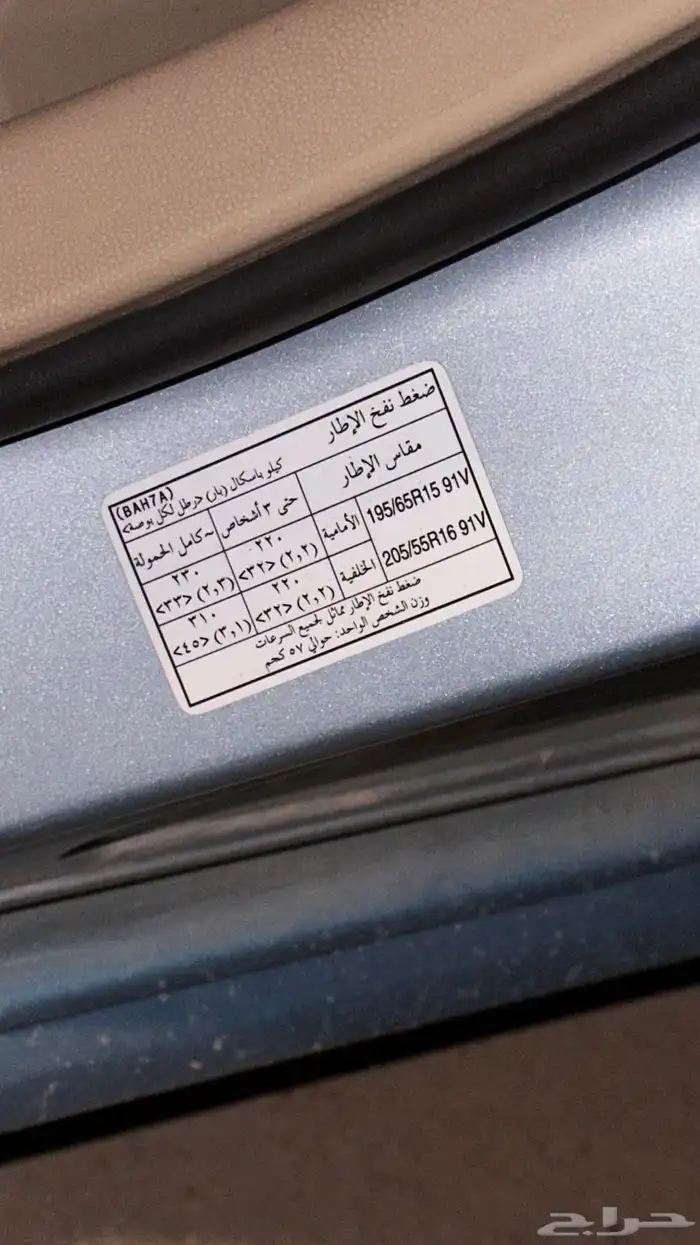 ضغط نفخ الإطار
(BAH7A)
كيلو باسكال (بار) <رطل لكل بوصة>
مقاس الإطار
حتى ٣ أشخاص
~ كامل الحمولة
195/65R15 91V
205/55R16 91V
الأمامية
٢٢٠
(٢,٢) <٣٢>
٢٣٠
(٢,٣) <٣٣>
الخلفية
٢٢٠
(٢,٢) <٣٢>
٣١٠
(٣,١) <٤٥>
ضغط نفخ الإطار مماثل لجميع السرعات
وزن الشخص الواحد: حوالي ٥٧ كجم
حراج